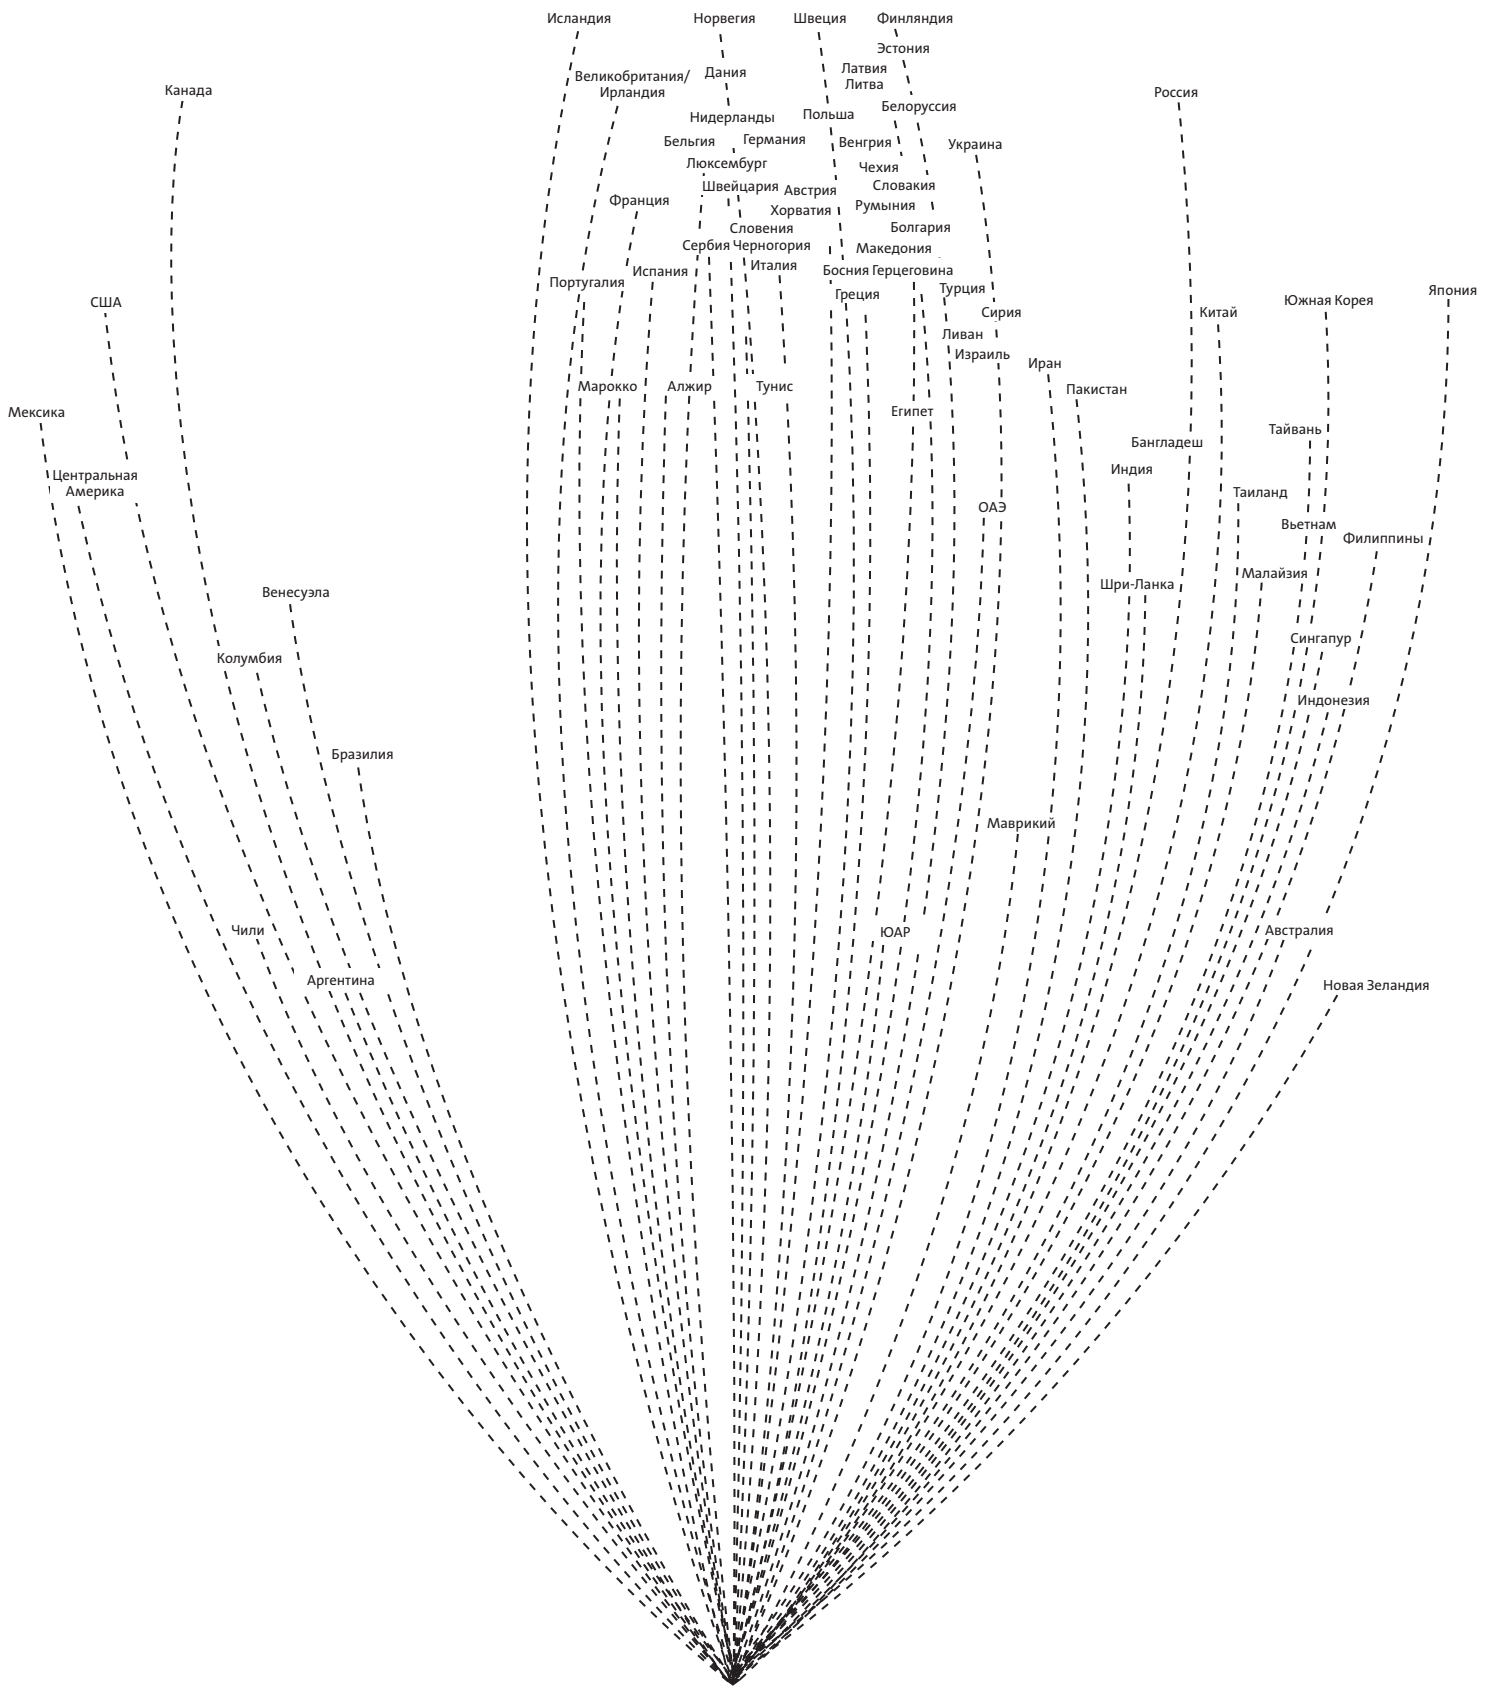 Исландия
Норвегия
Швеция
Финляндия
Эстония
Латвия
Литва
Великобритания/
Ирландия
Дания
Канада
Россия
Белоруссия
Польша
Нидерланды
Бельгия
Германия
Венгрия
Украина
Люксембург
Чехия
Швейцария
Австрия
Словакия
Франция
Хорватия
Румыния
Словения
Болгария
Сербия
Черногория
Македония
Италия
Испания
Босния Герцеговина
Португалия
Греция
Турция
США
Сирия
Китай
Южная Корея
Япония
Ливан
Израиль
Иран
Марокко
Алжир
Тунис
Пакистан
Мексика
Египет
Тайвань
Бангладеш
Индия
Центральная
Америка
Таиланд
ОАЭ
Вьетнам
Филиппины
Малайзия
Шри-Ланка
Венесуэла
Сингапур
Колумбия
Индонезия
Бразилия
Маврикий
Чили
ЮАР
Австралия
Аргентина
Новая Зеландия